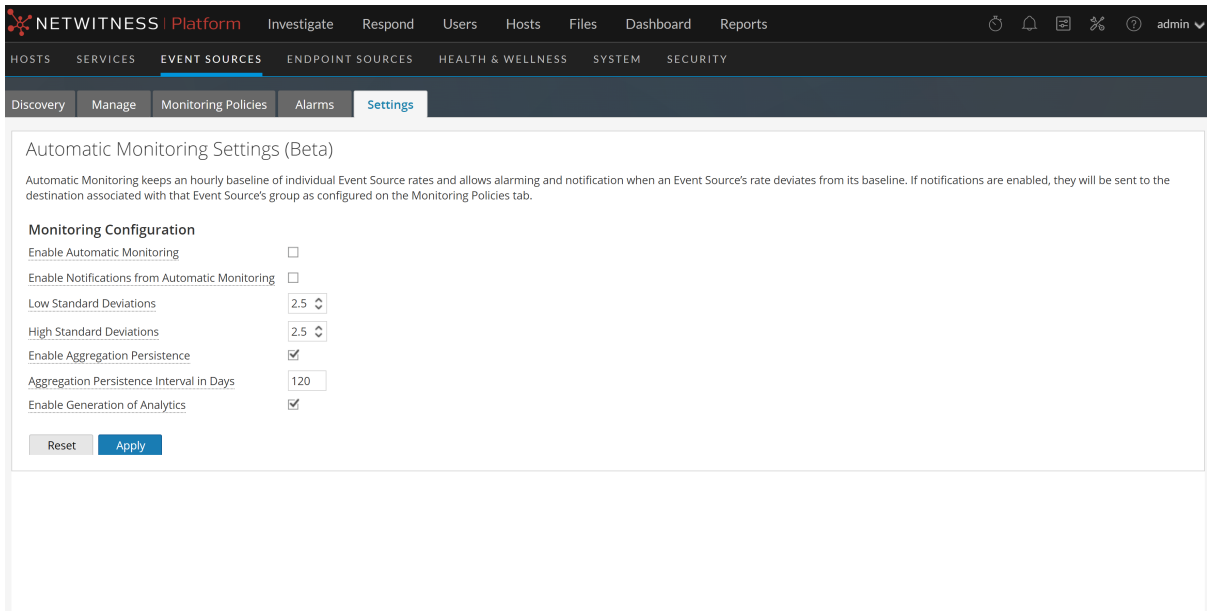 NETWITNESS | Platform Investigate Respond Users Hosts Files Dashboard Reports admin
HOSTS SERVICES EVENT SOURCES ENDPOINT SOURCES HEALTH & WELLNESS SYSTEM SECURITY
Discovery Manage Monitoring Policies Alarms Settings
Automatic Monitoring Settings (Beta)
Automatic Monitoring keeps an hourly baseline of individual Event Source rates and allows alarming and notification when an Event Source's rate deviates from its baseline. If notifications are enabled, they will be sent to the
destination associated with that Event Source's group as configured on the Monitoring Policies tab.
Monitoring Configuration
Enable Automatic Monitoring
Enable Notifications from Automatic Monitoring
Low Standard Deviations 2.5
High Standard Deviations 2.5
Enable Aggregation Persistence
Aggregation Persistence Interval in Days 120
Enable Generation of Analytics
Reset Apply